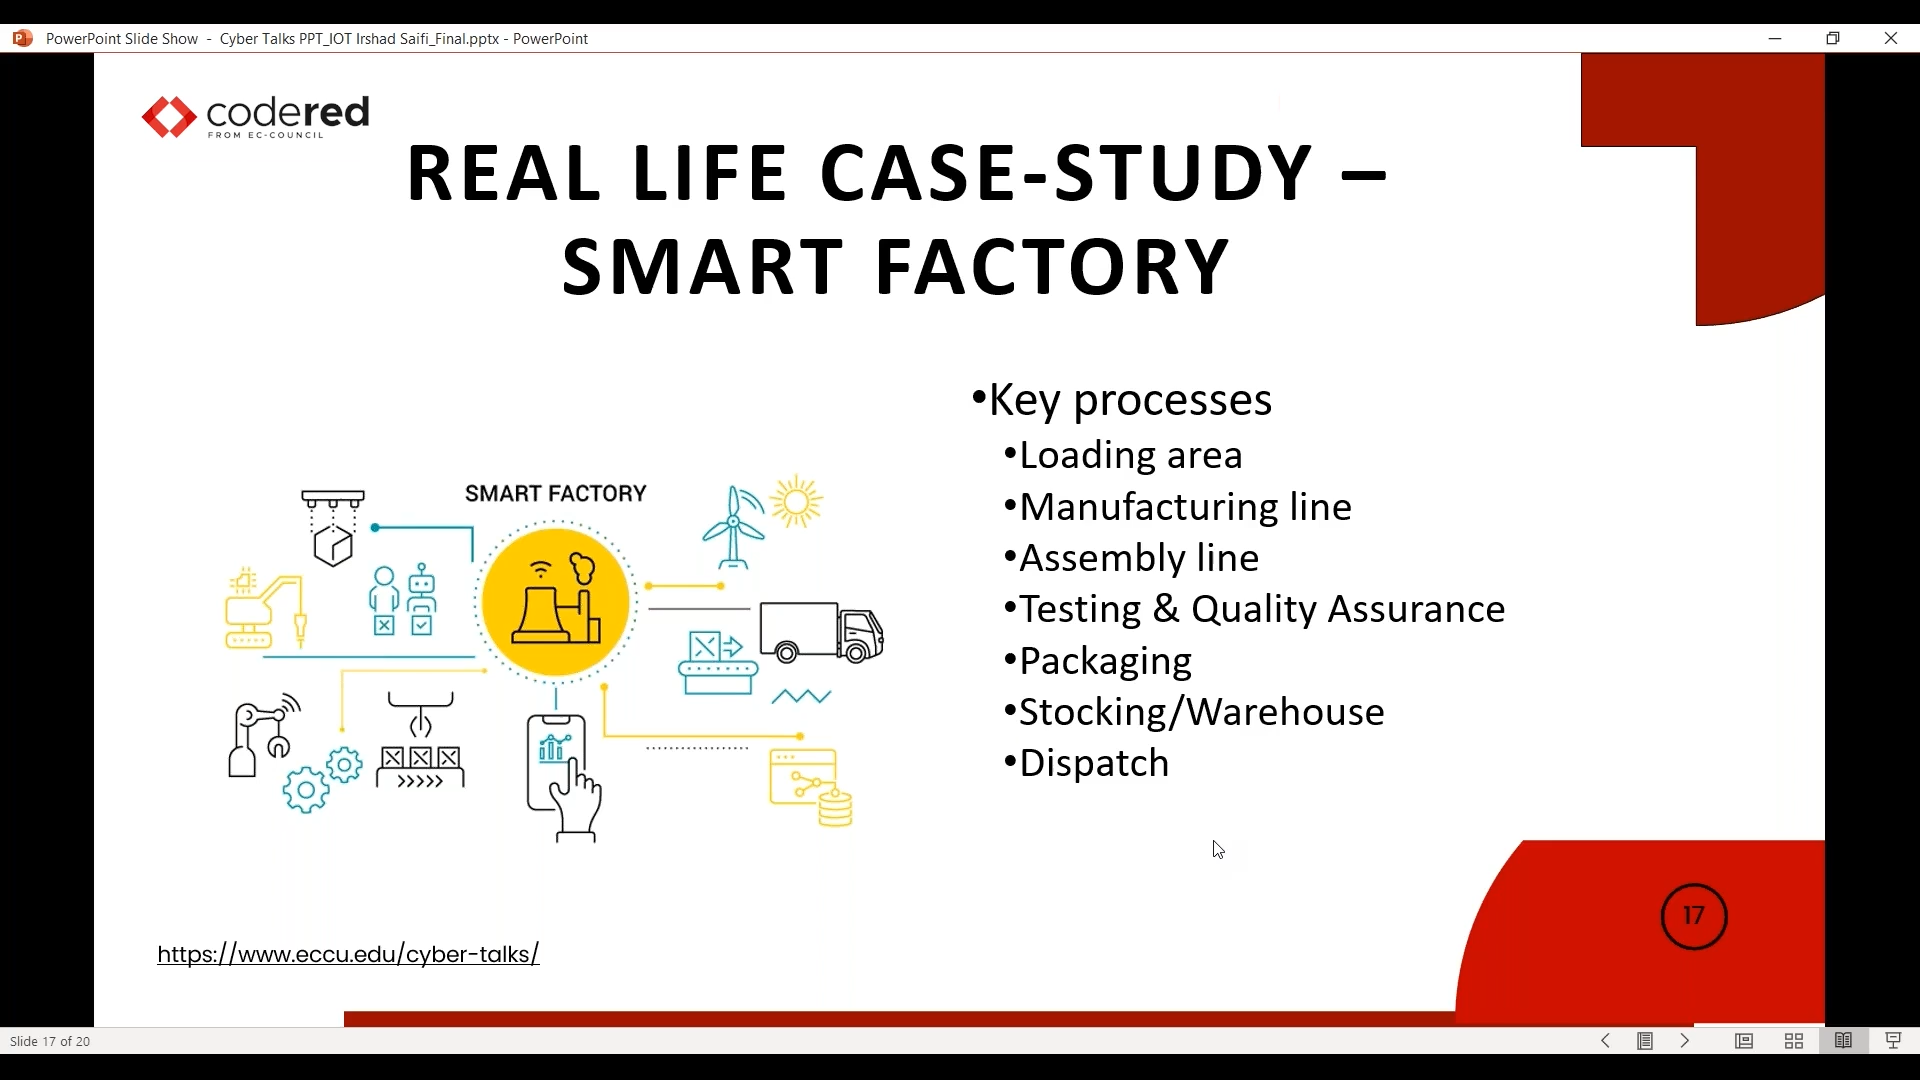 PowerPoint Slide Show - Cyber Talks PPT_IOT Irshad Saifi_Final.pptx - PowerPoint
codered
FROM EC-COUNCIL
REAL LIFE CASE-STUDY –
SMART FACTORY
•Key processes
•Loading area
•Manufacturing line
•Assembly line
•Testing & Quality Assurance
•Packaging
•Stocking/Warehouse
•Dispatch
SMART FACTORY
https://www.eccu.edu/cyber-talks/
17
Slide 17 of 20